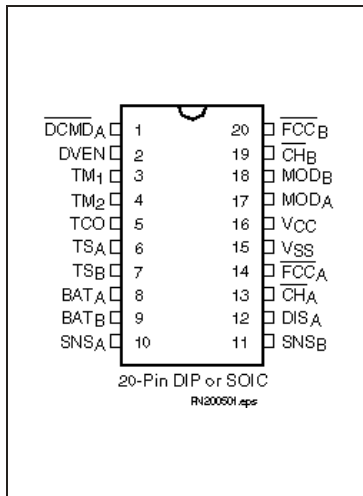 DCMDA 1 20 FCCB
DVEN 2 19 CHB
TM1 3 18 MODB
TM2 4 17 MODA
TCO 5 16 VCC
TSA 6 15 VSS
TSB 7 14 FCCA
BATA 8 13 CHA
BATB 9 12 DISA
SNSA 10 11 SNSB
20-Pin DIP or SOIC
PN200501.eps